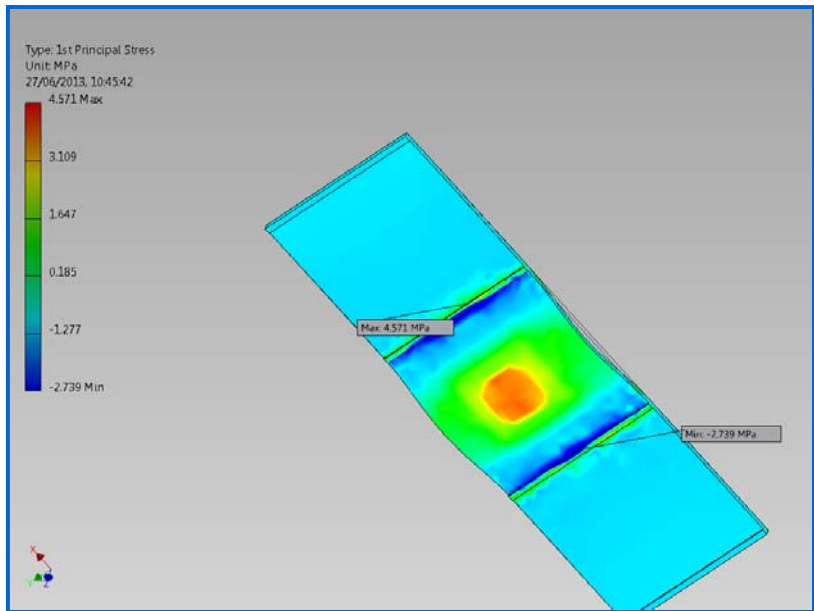 Type: 1st Principal Stress
Unit: MPa
27/06/2013, 10:45:42
4.571 Max
3.109
1.647
0.185
-1.277
-2.739 Min
Max: 4.571 MPa
Min: -2.739 MPa
X
Y
Z